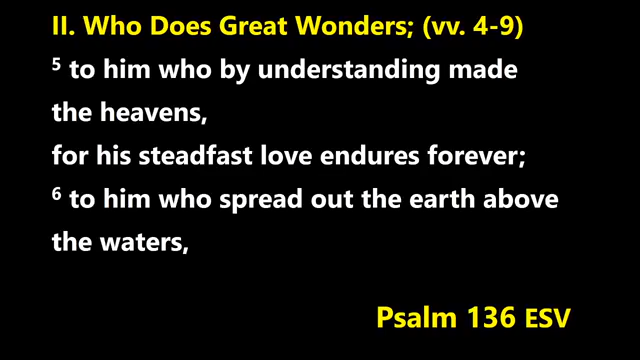 II. Who Does Great Wonders; (vv. 4-9)
5 to him who by understanding made
the heavens,
for his steadfast love endures forever;
6 to him who spread out the earth above
the waters,
Psalm 136 ESV